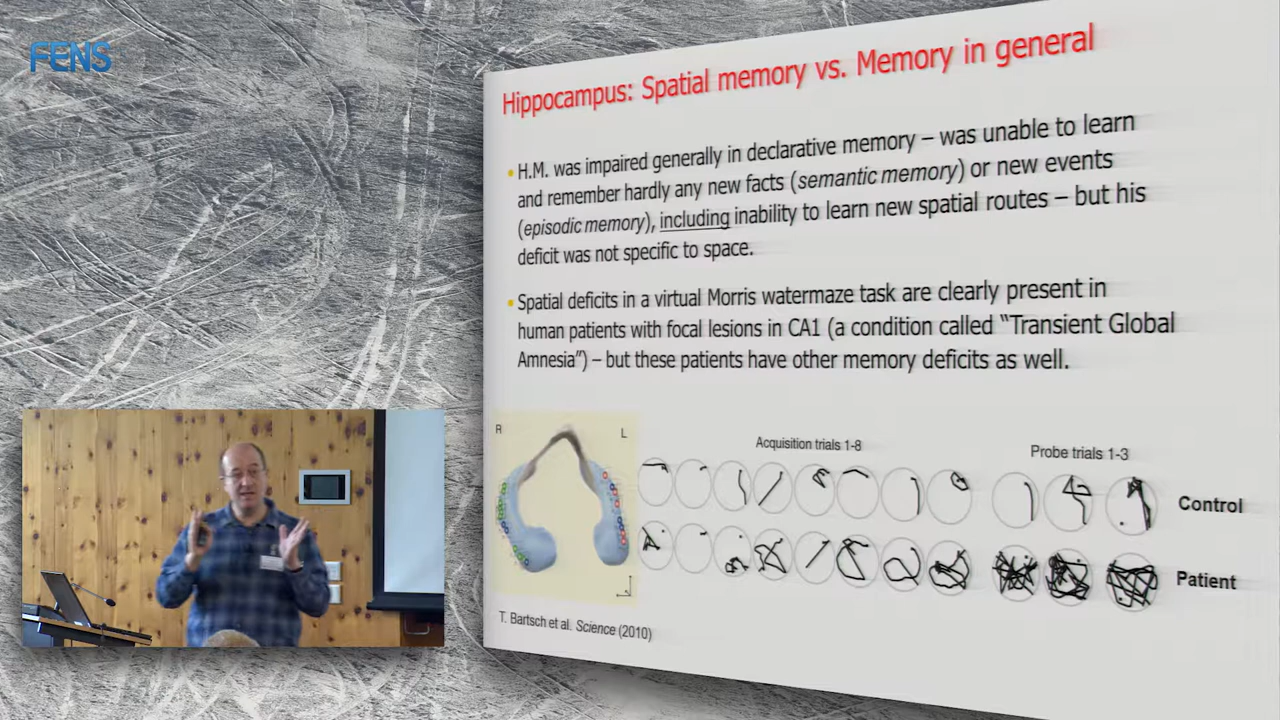 FENS
Hippocampus: Spatial memory vs. Memory in general
• H.M. was impaired generally in declarative memory – was unable to learn
and remember hardly any new facts (semantic memory) or new events
(episodic memory), including inability to learn new spatial routes – but his
deficit was not specific to space.
• Spatial deficits in a virtual Morris watermaze task are clearly present in
human patients with focal lesions in CA1 (a condition called “Transient Global
Amnesia”) – but these patients have other memory deficits as well.
R
L
Acquisition trials 1-8
Probe trials 1-3
Control
Patient
T. Bartsch et al. Science (2010)